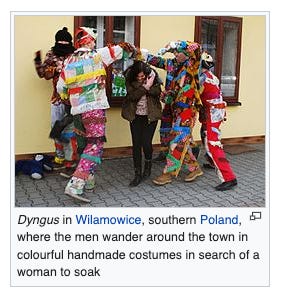 Dyngus in Wilamowice, southern Poland,
where the men wander around the town in
colourful handmade costumes in search of a
woman to soak